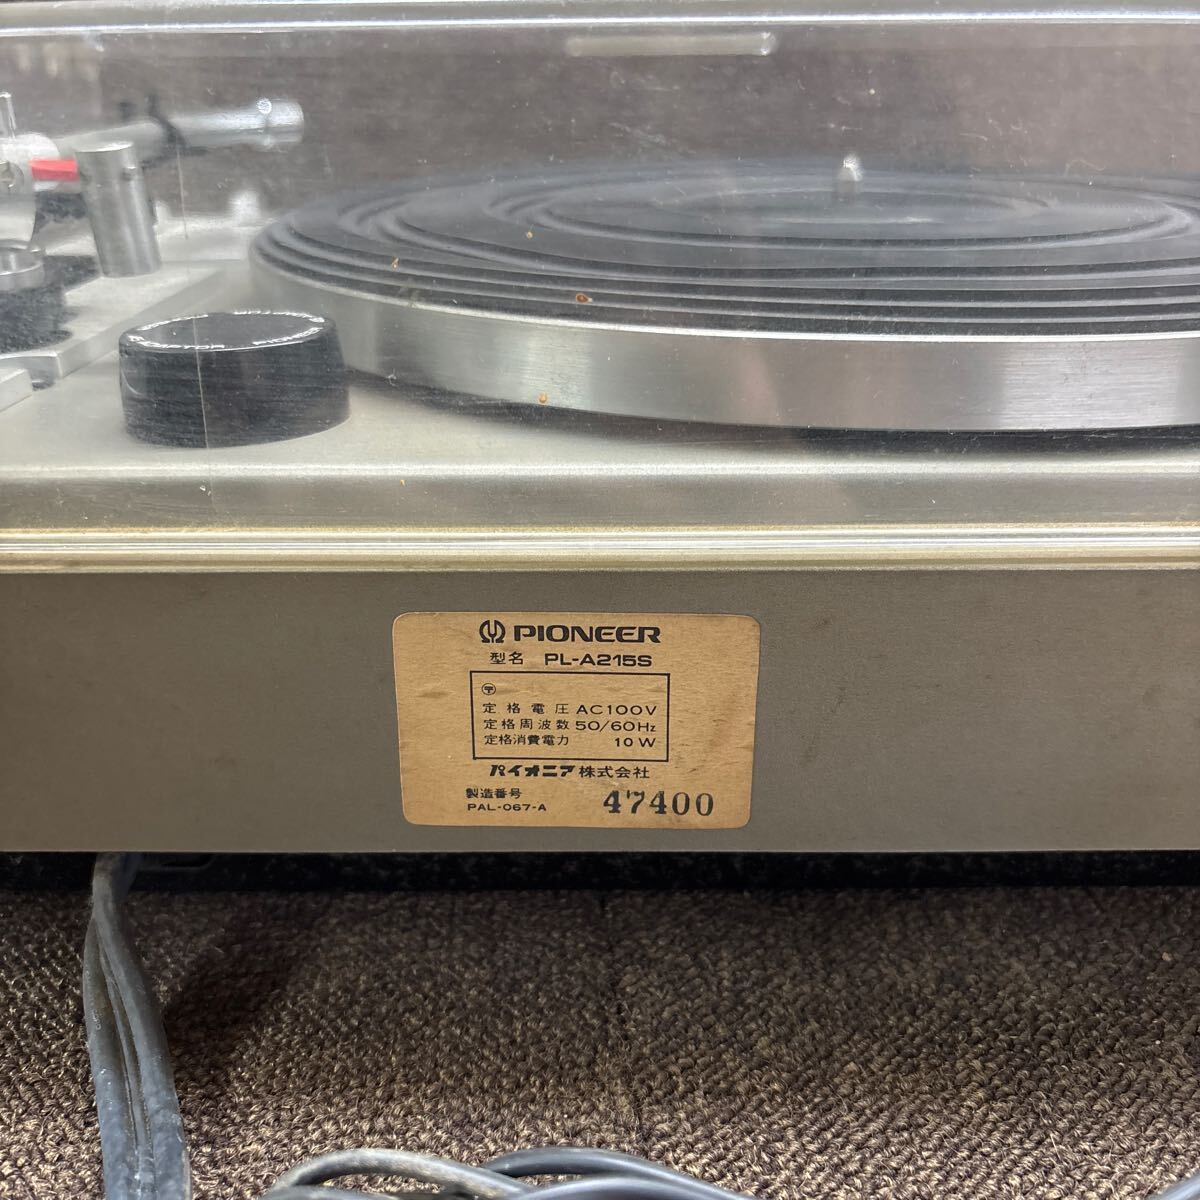 ADAPTOR PIONEER
PIONEER
型名 PL-A215S
〒
定格電圧 AC100V
定格周波数 50/60Hz
定格消費電力 10W
パイオニア株式会社
製造番号
PAL-067-A 47400